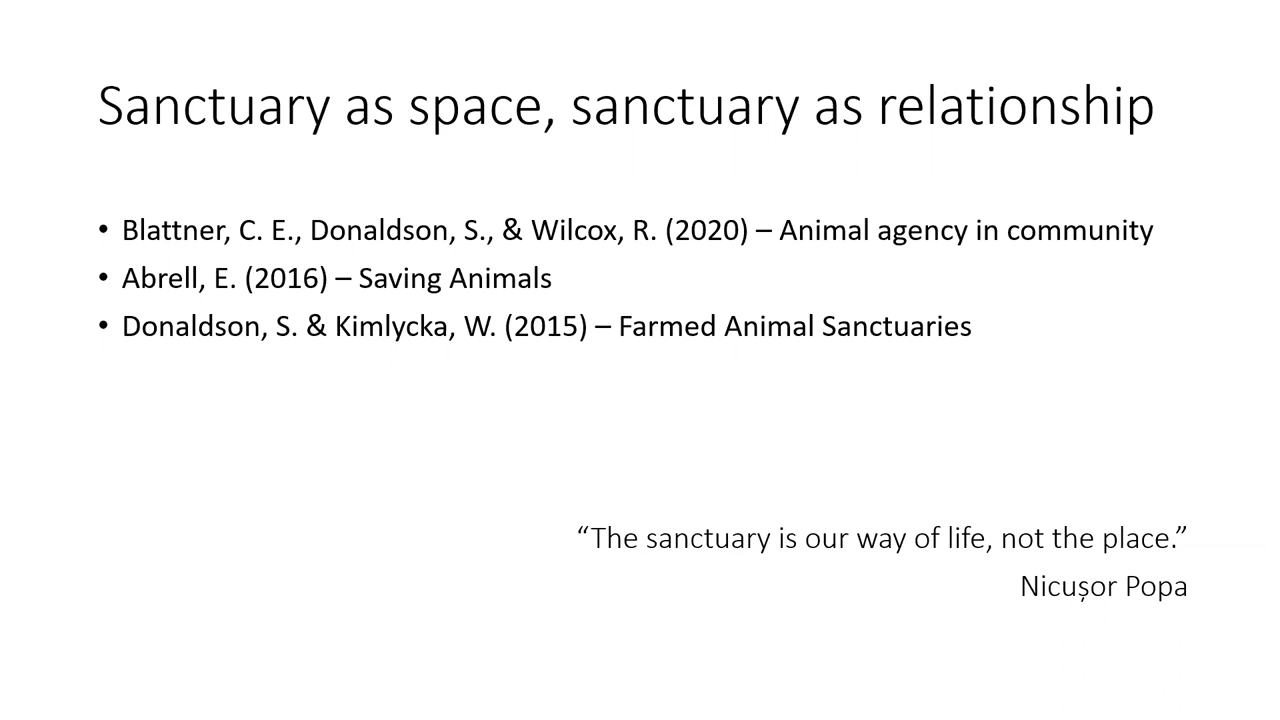 Sanctuary as space, sanctuary as relationship
• Blattner, C. E., Donaldson, S., & Wilcox, R. (2020) – Animal agency in community
• Abrell, E. (2016) – Saving Animals
• Donaldson, S. & Kimlycka, W. (2015) – Farmed Animal Sanctuaries
“The sanctuary is our way of life, not the place.”
Nicușor Popa